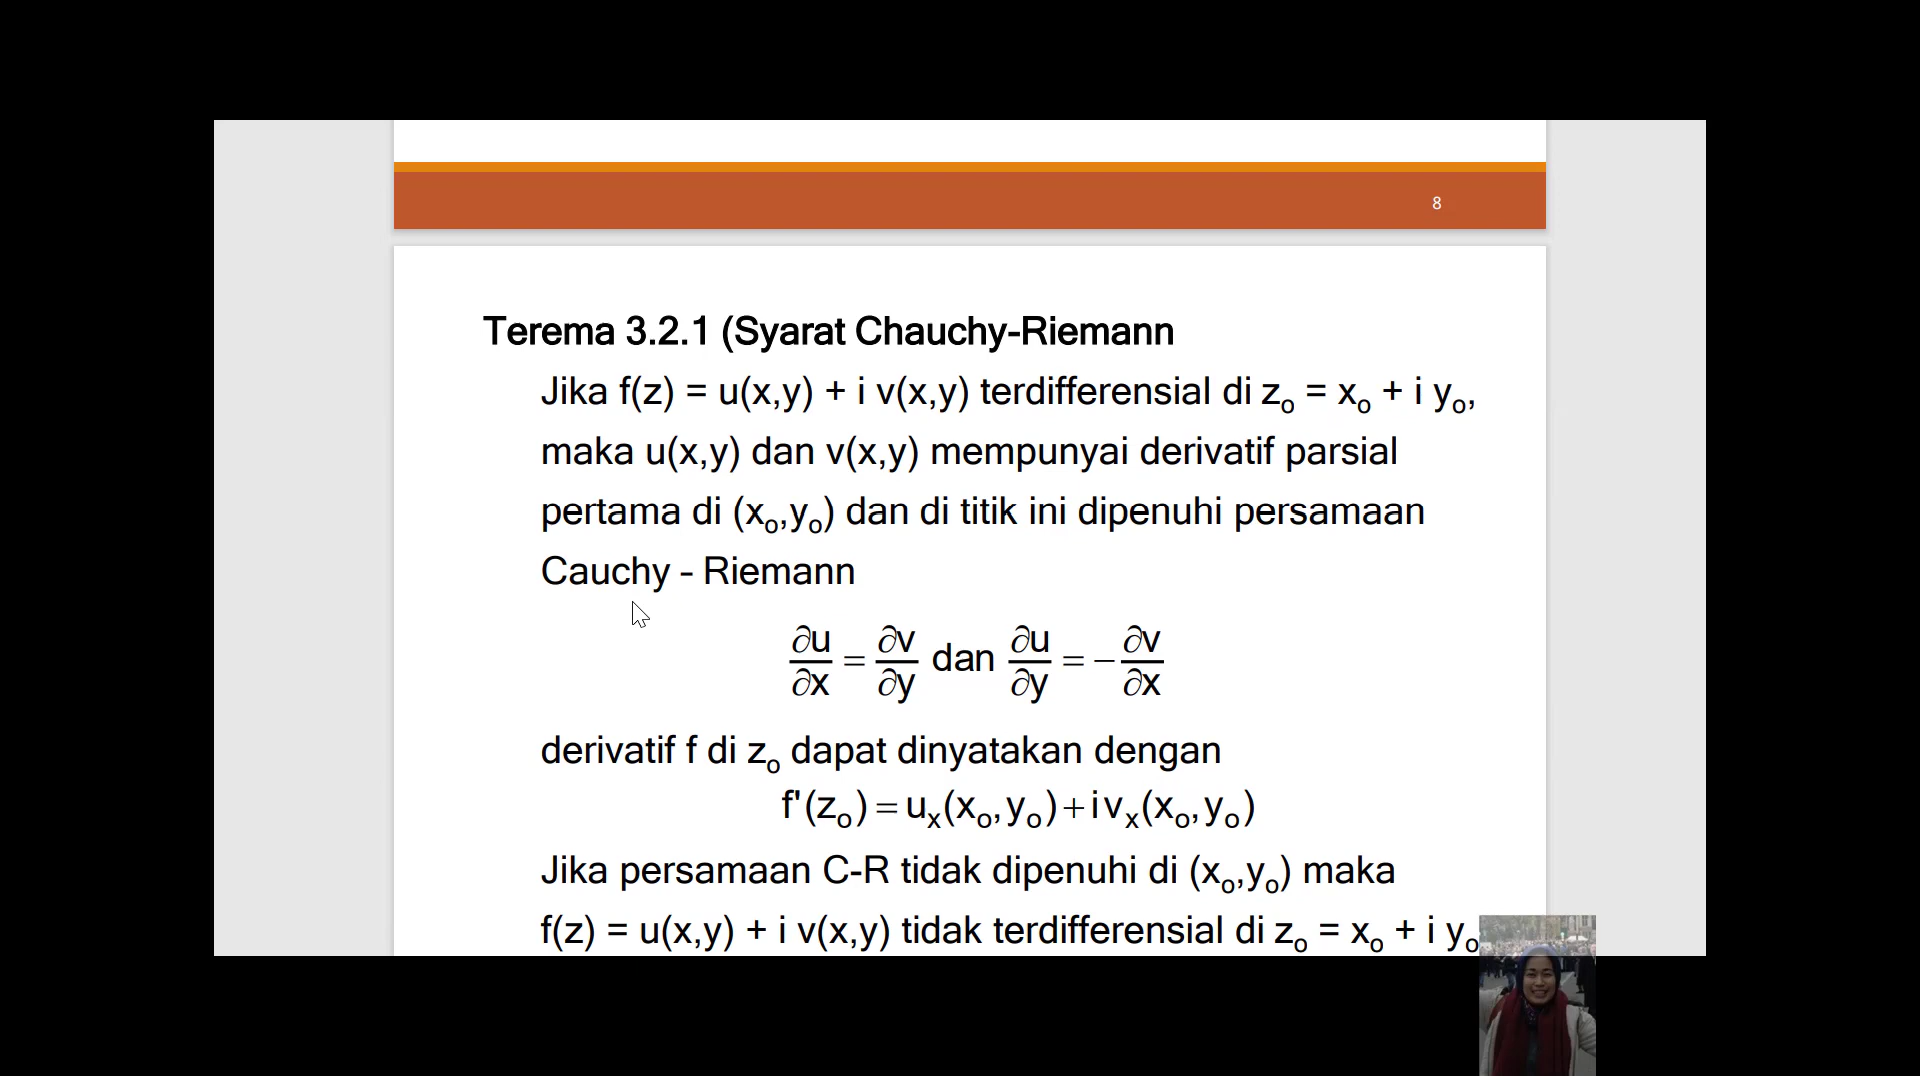 8
Terema 3.2.1 (Syarat Chauchy-Riemann
Jika f(z) = u(x,y) + i v(x,y) terdifferensial di zₒ = xₒ + i yₒ,
maka u(x,y) dan v(x,y) mempunyai derivatif parsial
pertama di (xₒ,yₒ) dan di titik ini dipenuhi persamaan
Cauchy - Riemann
∂u/∂x = ∂v/∂y dan ∂u/∂y = − ∂v/∂x
derivatif f di zₒ dapat dinyatakan dengan
f'(zₒ) = uₓ(xₒ,yₒ) + i vₓ(xₒ,yₒ)
Jika persamaan C-R tidak dipenuhi di (xₒ,yₒ) maka
f(z) = u(x,y) + i v(x,y) tidak terdifferensial di zₒ = xₒ + i yₒ